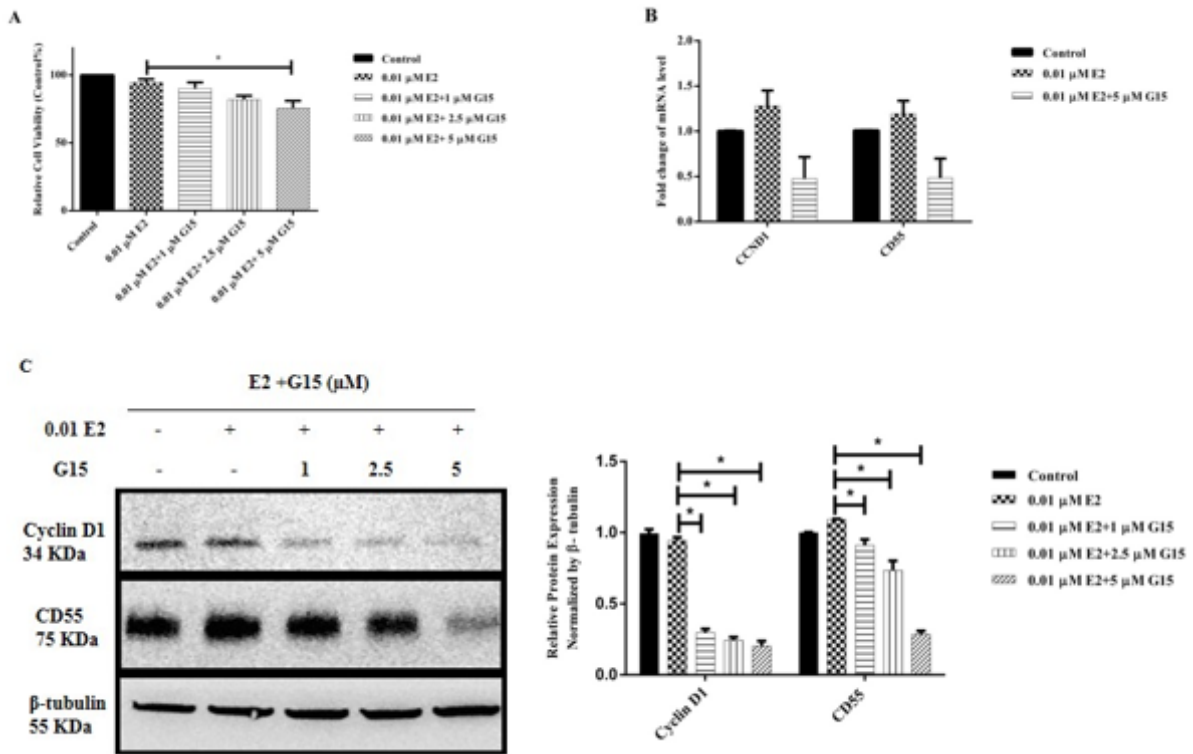 A
Relative Cell Viability (Control%)
100
50
0
*
Control
0.01 μM E2
0.01 μM E2+1 μM G15
0.01 μM E2+ 2.5 μM G15
0.01 μM E2+ 5 μM G15
Control
0.01 μM E2
0.01 μM E2+1 μM G15
0.01 μM E2+ 2.5 μM G15
0.01 μM E2+ 5 μM G15
B
Fold change of mRNA level
2.0
1.5
1.0
0.5
0.0
CCND1
CD55
Control
0.01 μM E2
0.01 μM E2+5 μM G15
C
E2 +G15 (μM)
0.01 E2 - + + + +
G15 - - 1 2.5 5
Cyclin D1
34 KDa
CD55
75 KDa
β-tubulin
55 KDa
Relative Protein Expression
Normalized by β- tubulin
1.5
1.0
0.5
0.0
* * *
* * *
Cyclin D1
CD55
Control
0.01 μM E2
0.01 μM E2+1 μM G15
0.01 μM E2+2.5 μM G15
0.01 μM E2+5 μM G15